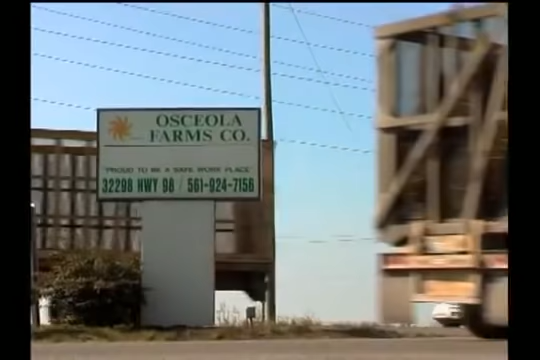 OSCEOLA
FARMS CO.
"PROUD TO BE A SAFE WORK PLACE"
32298 HWY 98 / 561-924-7156